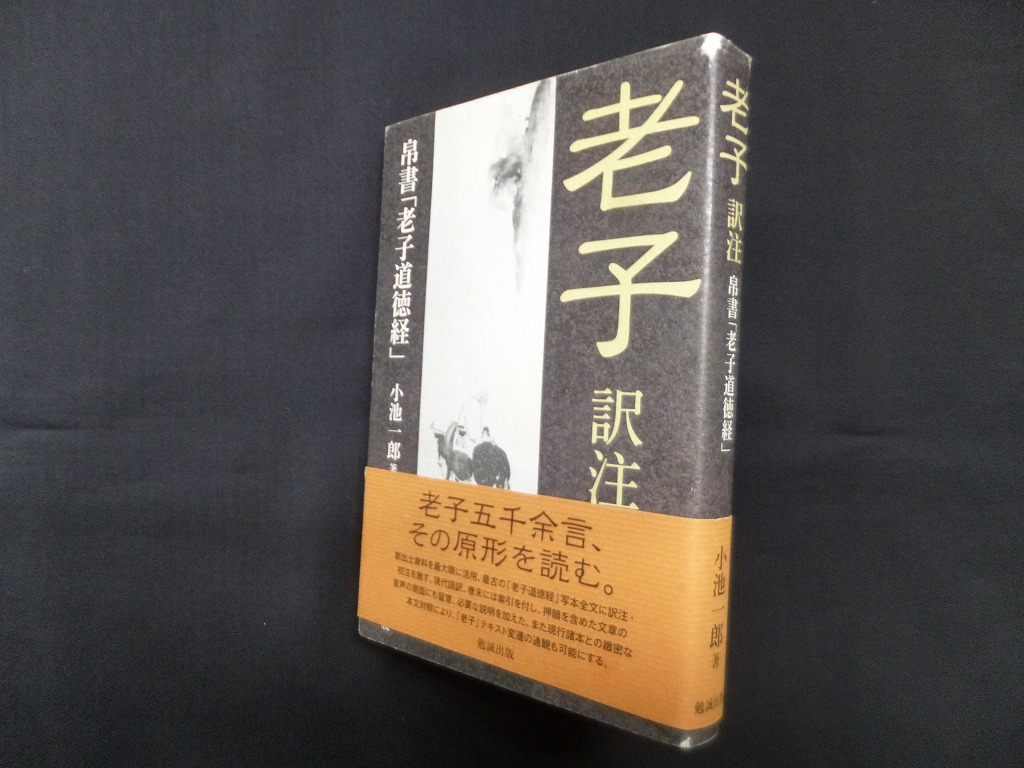 老子 訳注
帛書「老子道徳経」
小池一郎 著
老子五千余言、
その原形を読む。
新出土資料を最大限に活用、最古の「老子道徳経」写本全文に訳注・
校注を施す。現代語訳、巻末には索引を付し、押韻を含めた文章の
音声の側面にも留意、必要な説明を加えた。また現行諸本との緻密な
本文対照により、「老子」テキスト変遷の通観も可能にする。
勉誠出版
老子 訳注 帛書「老子道徳経」
小池一郎 著
勉誠出版